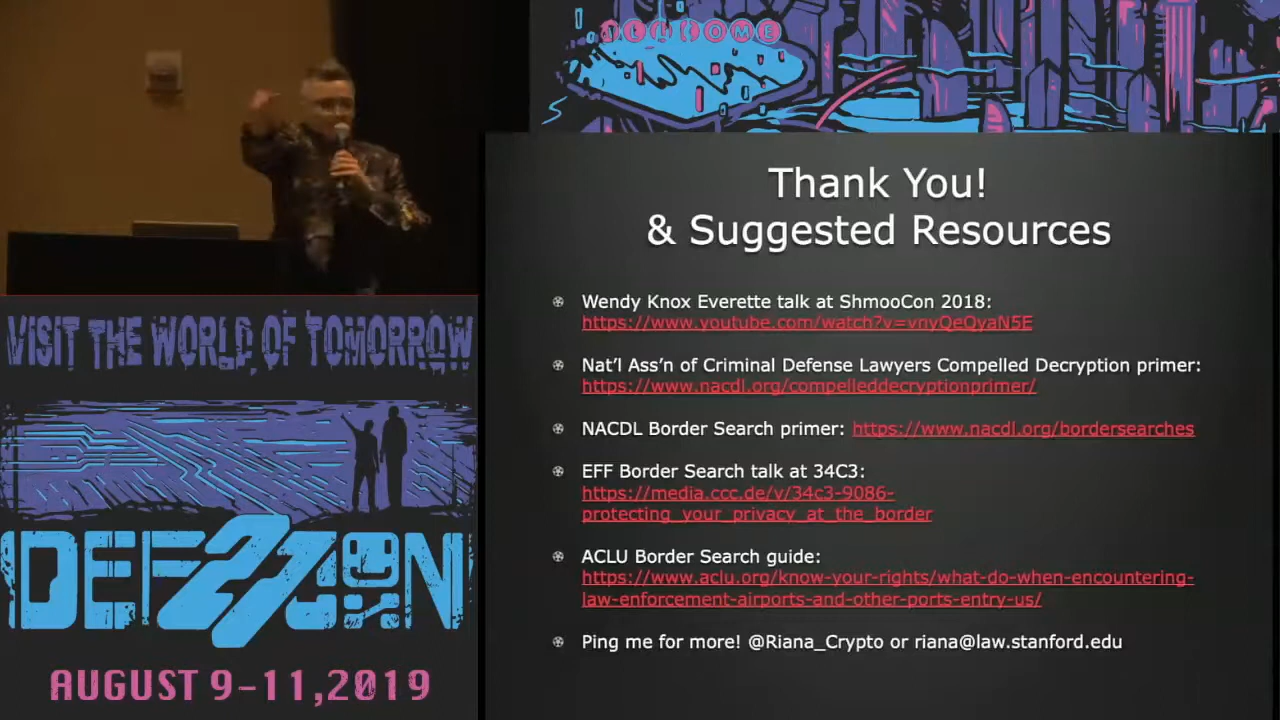 WELCOME
Thank You!
& Suggested Resources
Wendy Knox Everette talk at ShmooCon 2018:
https://www.youtube.com/watch?v=vnyQeQyaN5E
Nat’l Ass’n of Criminal Defense Lawyers Compelled Decryption primer:
https://www.nacdl.org/compelleddecryptionprimer/
NACDL Border Search primer: https://www.nacdl.org/bordersearches
EFF Border Search talk at 34C3:
https://media.ccc.de/v/34c3-9086-
protecting_your_privacy_at_the_border
ACLU Border Search guide:
https://www.aclu.org/know-your-rights/what-do-when-encountering-
law-enforcement-airports-and-other-ports-entry-us/
Ping me for more! @Riana_Crypto or riana@law.stanford.edu
VISIT THE WORLD OF TOMORROW
DEF27CON
AUGUST 9-11,2019